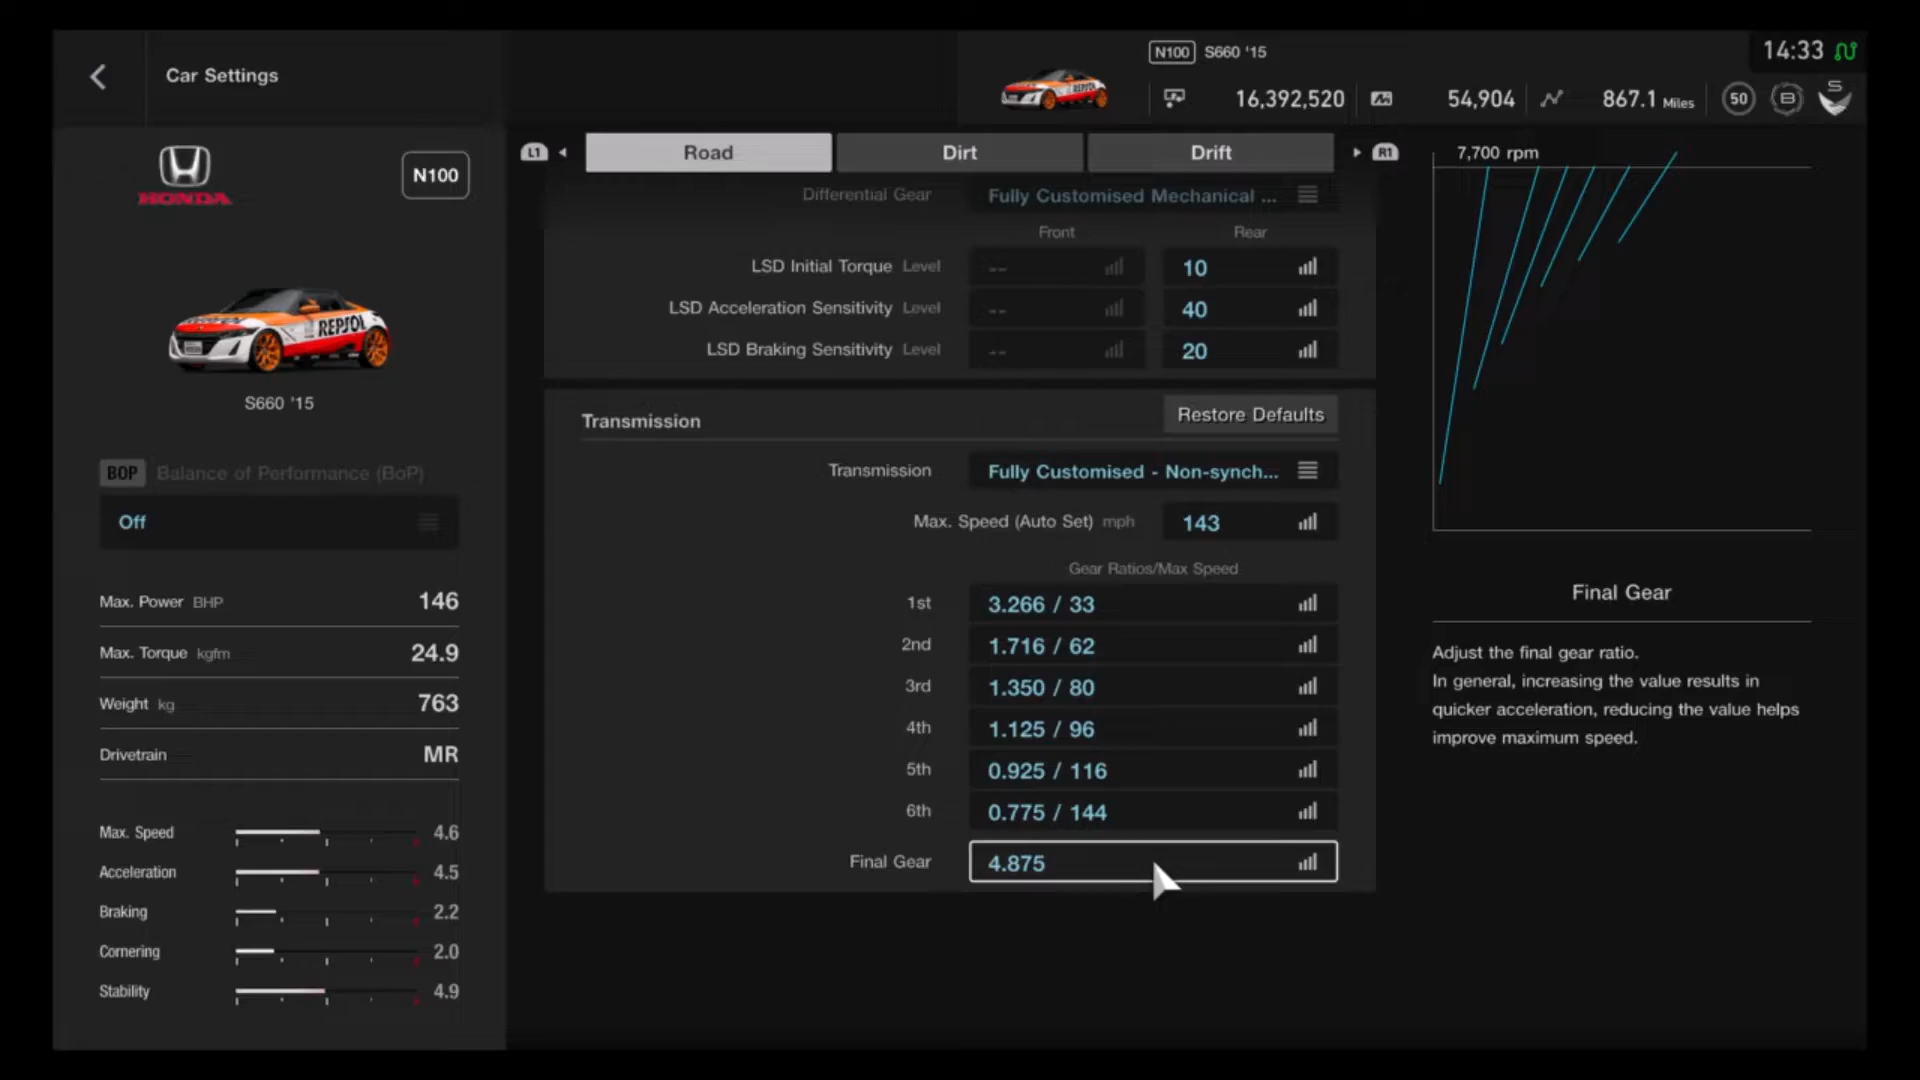 Car Settings
N100 S660 '15
14:33
16,392,520
54,904
867.1 Miles
50
B
S
HONDA
N100
REPSOL
S660 '15
BOP Balance of Performance (BoP)
Off
Max. Power BHP 146
Max. Torque kgfm 24.9
Weight kg 763
Drivetrain MR
Max. Speed 4.6
Acceleration 4.5
Braking 2.2
Cornering 2.0
Stability 4.9
L1 Road Dirt Drift R1
Differential Gear Fully Customised Mechanical ...
Front Rear
LSD Initial Torque Level -- 10
LSD Acceleration Sensitivity Level -- 40
LSD Braking Sensitivity Level -- 20
Transmission Restore Defaults
Transmission Fully Customised - Non-synch...
Max. Speed (Auto Set) mph 143
Gear Ratios/Max Speed
1st 3.266 / 33
2nd 1.716 / 62
3rd 1.350 / 80
4th 1.125 / 96
5th 0.925 / 116
6th 0.775 / 144
Final Gear 4.875
7,700 rpm
Final Gear
Adjust the final gear ratio.
In general, increasing the value results in
quicker acceleration, reducing the value helps
improve maximum speed.